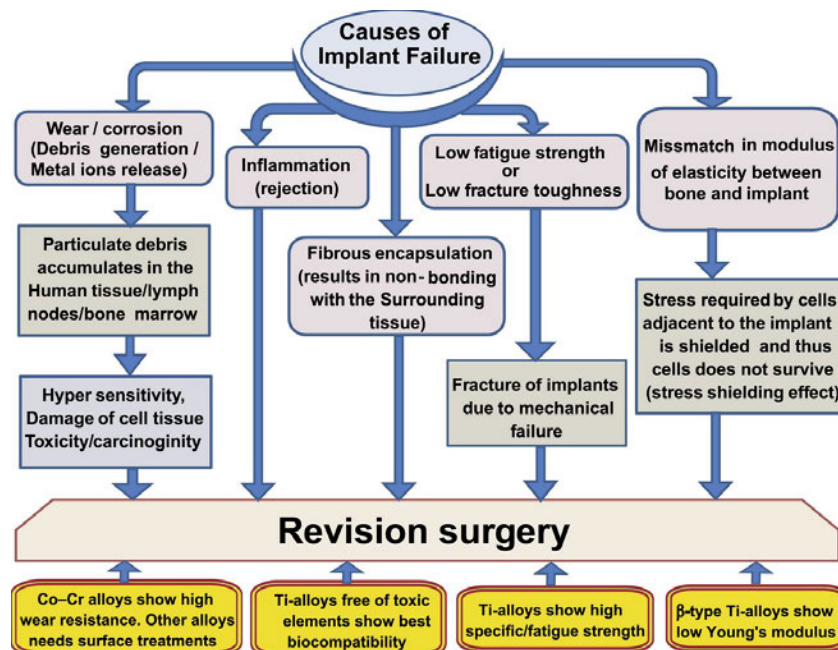 Causes of
Implant Failure
Wear / corrosion
(Debris generation /
Metal ions release)
Inflammation
(rejection)
Fibrous encapsulation
(results in non-bonding
with the Surrounding
tissue)
Low fatigue strength
or
Low fracture toughness
Missmatch in modulus
of elasticity between
bone and implant
Particulate debris
accumulates in the
Human tissue/lymph
nodes/bone marrow
Stress required by cells
adjacent to the implant
is shielded and thus
cells does not survive
(stress shielding effect)
Hyper sensitivity,
Damage of cell tissue
Toxicity/carcinoginity
Fracture of implants
due to mechanical
failure
Revision surgery
Co–Cr alloys show high
wear resistance. Other alloys
needs surface treatments
Ti-alloys free of toxic
elements show best
biocompatibility
Ti-alloys show high
specific/fatigue strength
β-type Ti-alloys show
low Young's modulus